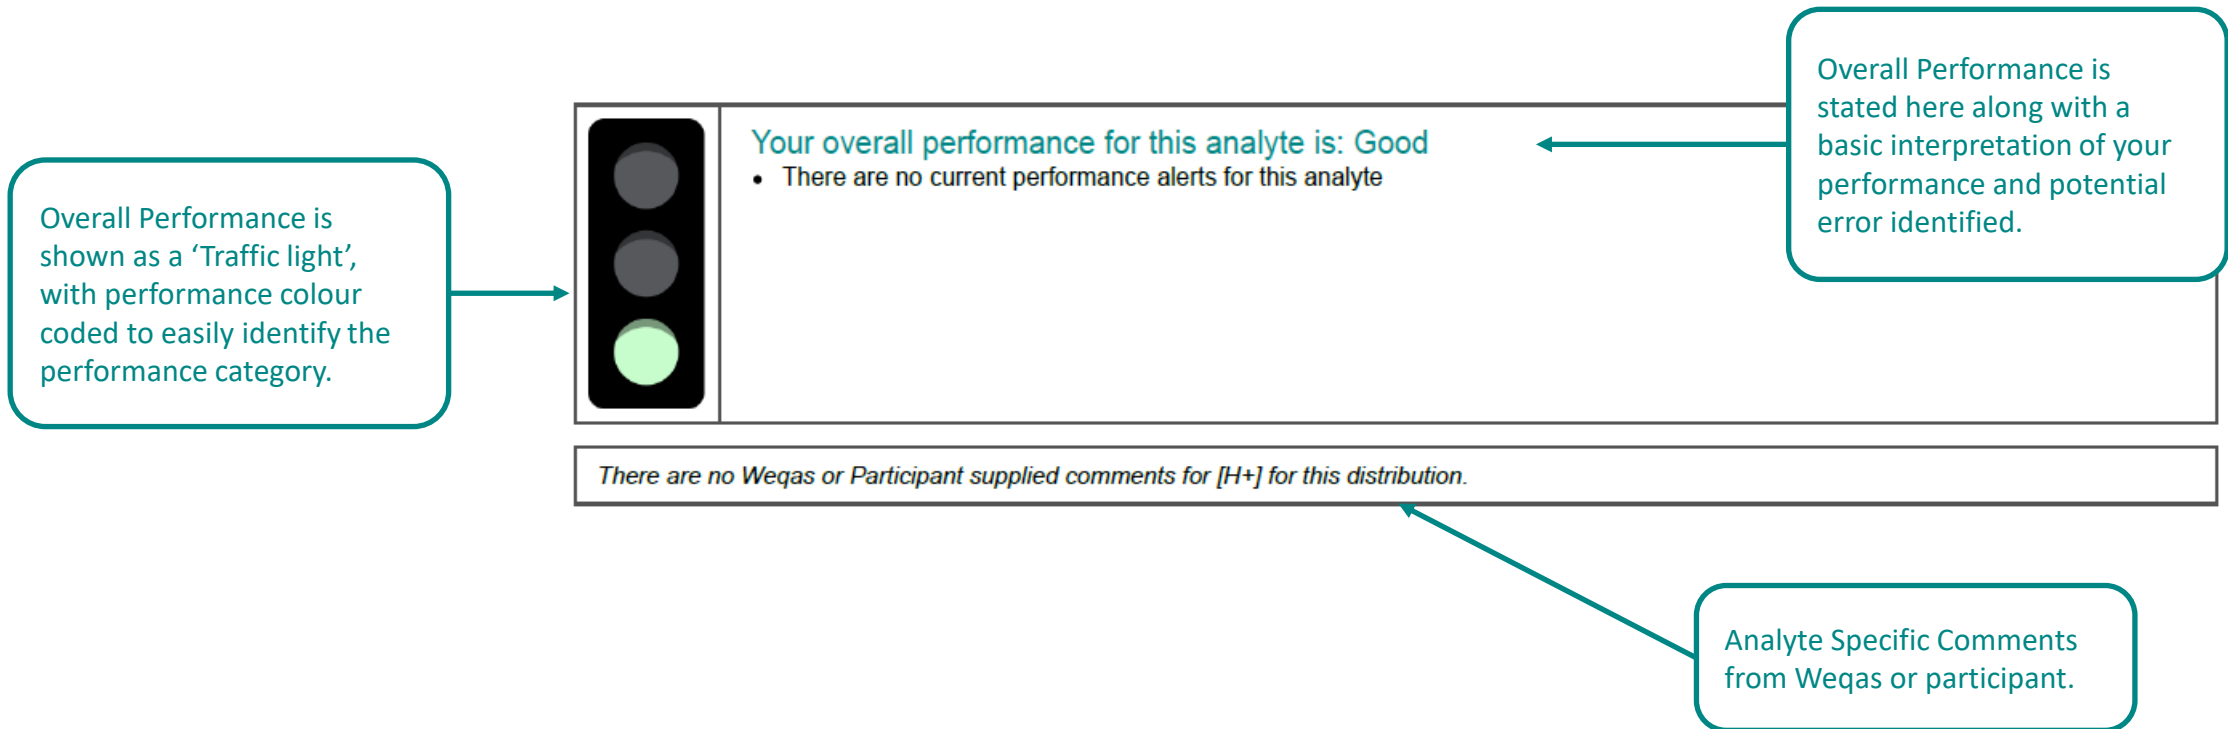 Overall Performance is
shown as a ‘Traffic light’,
with performance colour
coded to easily identify the
performance category.
Your overall performance for this analyte is: Good
• There are no current performance alerts for this analyte
Overall Performance is
stated here along with a
basic interpretation of your
performance and potential
error identified.
There are no Weqas or Participant supplied comments for [H+] for this distribution.
Analyte Specific Comments
from Weqas or participant.